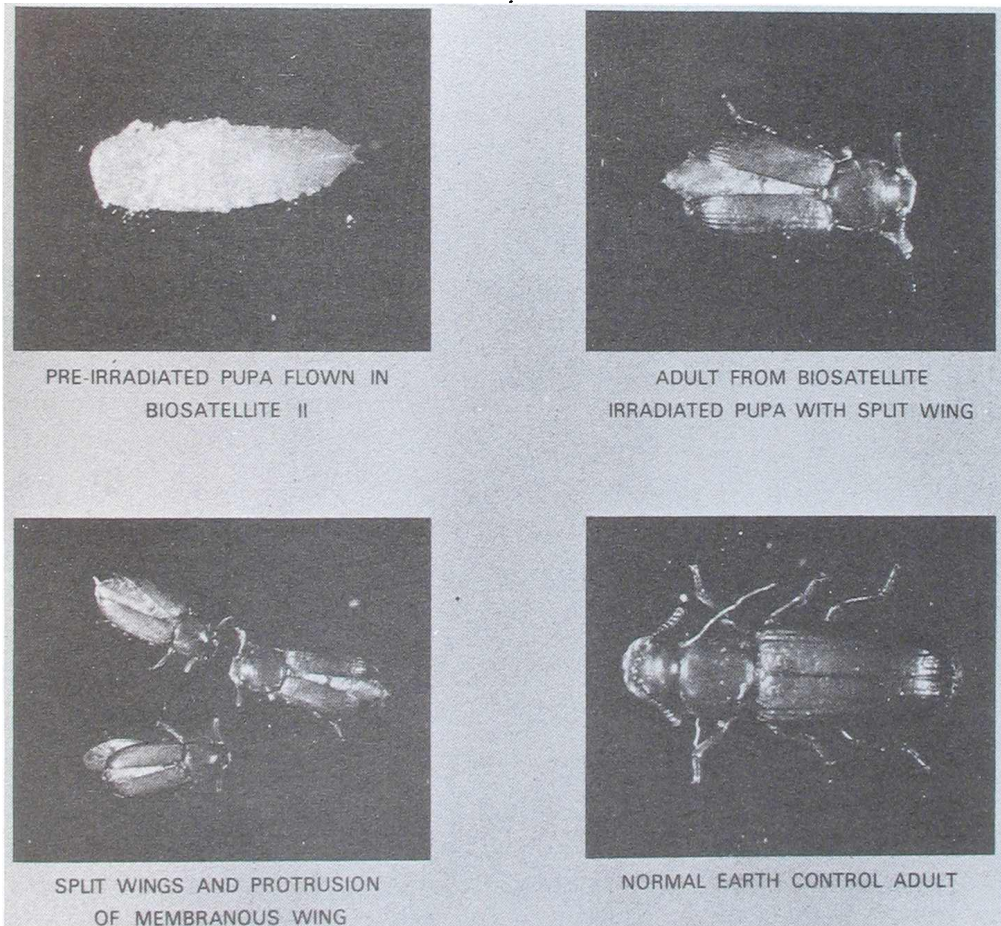 PRE-IRRADIATED PUPA FLOWN IN
BIOSATELLITE II
ADULT FROM BIOSATELLITE
IRRADIATED PUPA WITH SPLIT WING
SPLIT WINGS AND PROTRUSION
OF MEMBRANOUS WING
NORMAL EARTH CONTROL ADULT